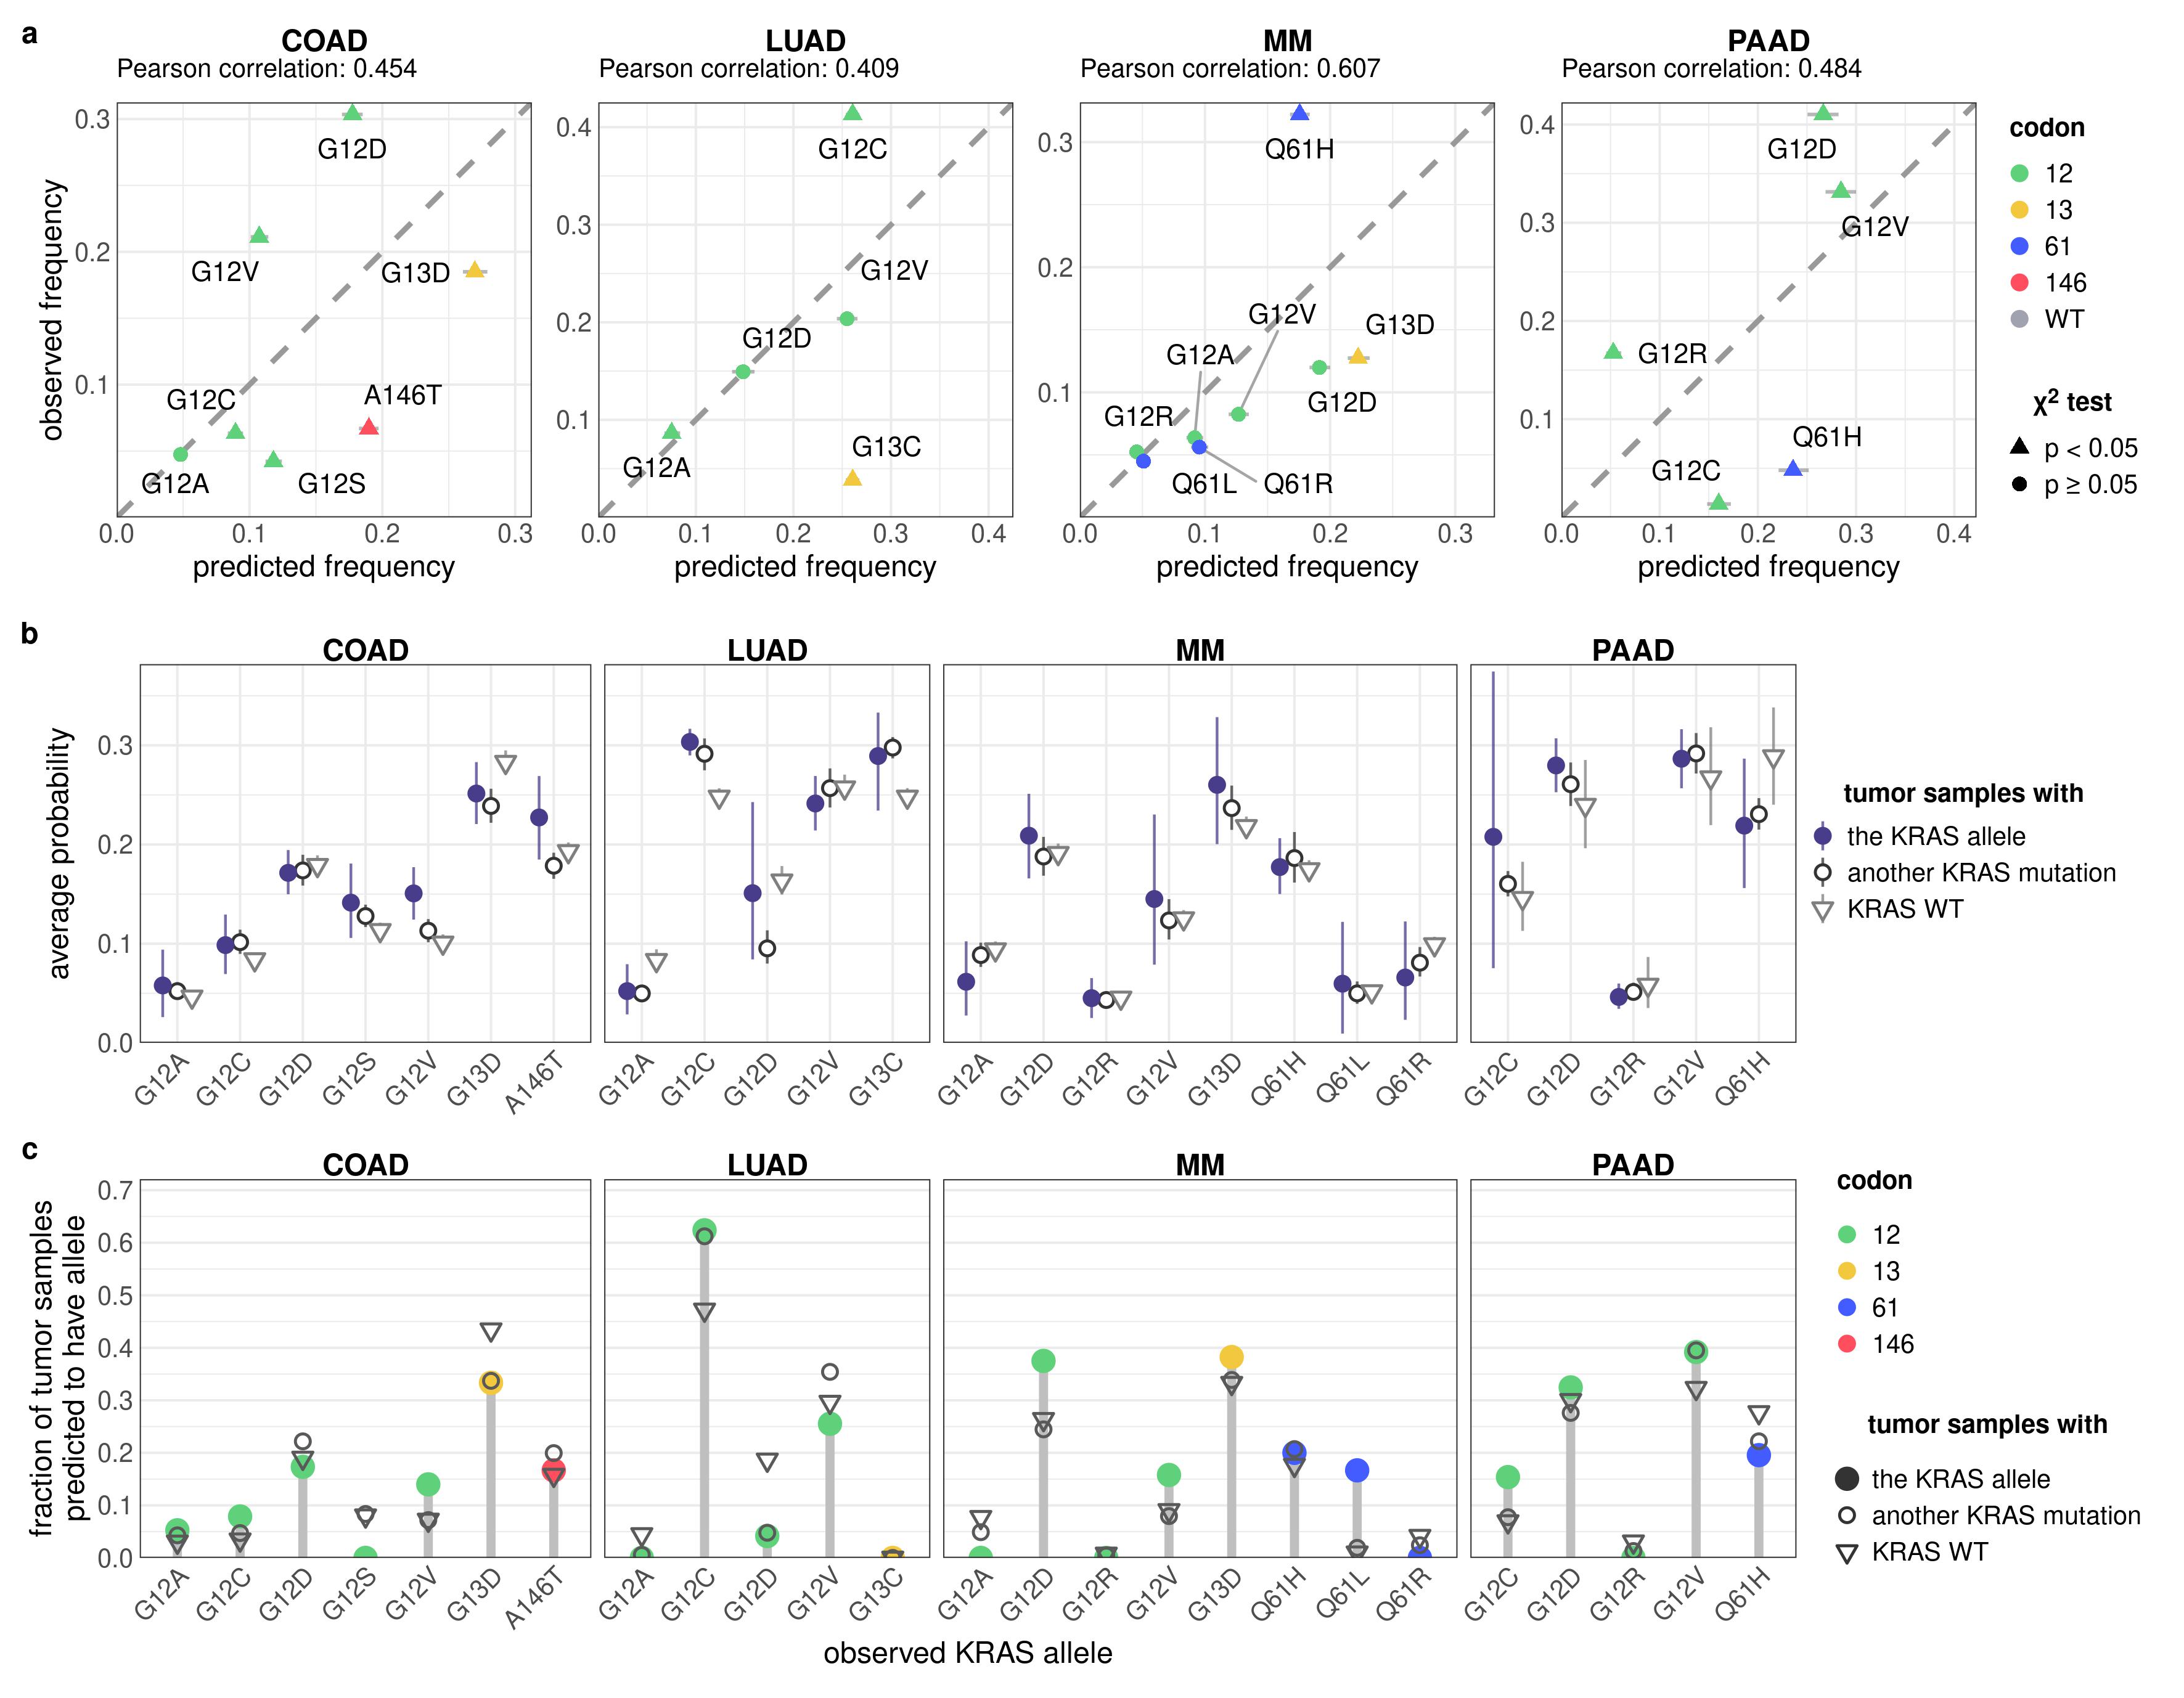 a
COAD
Pearson correlation: 0.454
LUAD
Pearson correlation: 0.409
MM
Pearson correlation: 0.607
PAAD
Pearson correlation: 0.484
observed frequency
0.3
0.2
0.1
G12D
G12V
G13D
G12C
A146T
G12A
G12S
0.0
0.1
0.2
0.3
predicted frequency
0.4
0.3
0.2
0.1
G12C
G12V
G12D
G13C
G12A
0.0
0.1
0.2
0.3
0.4
predicted frequency
0.3
0.2
0.1
Q61H
G12V
G13D
G12A
G12D
G12R
Q61L
Q61R
0.0
0.1
0.2
0.3
predicted frequency
0.4
0.3
0.2
0.1
G12D
G12V
G12R
Q61H
G12C
0.0
0.1
0.2
0.3
0.4
predicted frequency
codon
12
13
61
146
WT
χ² test
p < 0.05
p ≥ 0.05
b
COAD
LUAD
MM
PAAD
average probability
0.3
0.2
0.1
0.0
G12A
G12C
G12D
G12S
G12V
G13D
A146T
G12A
G12C
G12D
G12V
G13C
G12A
G12D
G12R
G12V
G13D
Q61H
Q61L
Q61R
G12C
G12D
G12R
G12V
Q61H
tumor samples with
the KRAS allele
another KRAS mutation
KRAS WT
c
COAD
LUAD
MM
PAAD
fraction of tumor samples
predicted to have allele
0.7
0.6
0.5
0.4
0.3
0.2
0.1
0.0
G12A
G12C
G12D
G12S
G12V
G13D
A146T
G12A
G12C
G12D
G12V
G13C
G12A
G12D
G12R
G12V
G13D
Q61H
Q61L
Q61R
G12C
G12D
G12R
G12V
Q61H
observed KRAS allele
codon
12
13
61
146
tumor samples with
the KRAS allele
another KRAS mutation
KRAS WT